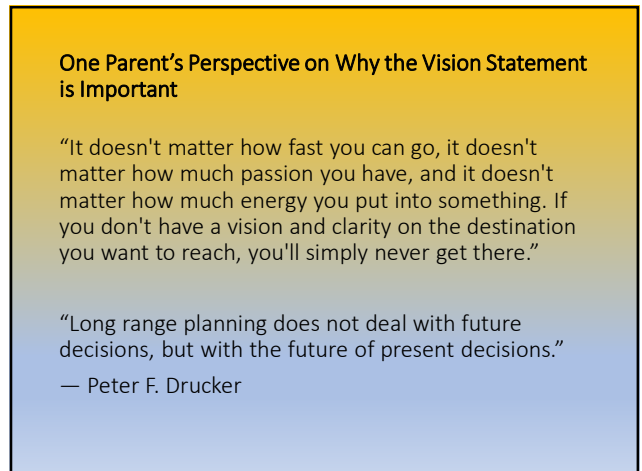 One Parent’s Perspective on Why the Vision Statement
is Important
“It doesn't matter how fast you can go, it doesn't
matter how much passion you have, and it doesn't
matter how much energy you put into something. If
you don't have a vision and clarity on the destination
you want to reach, you'll simply never get there.”
“Long range planning does not deal with future
decisions, but with the future of present decisions.”
— Peter F. Drucker